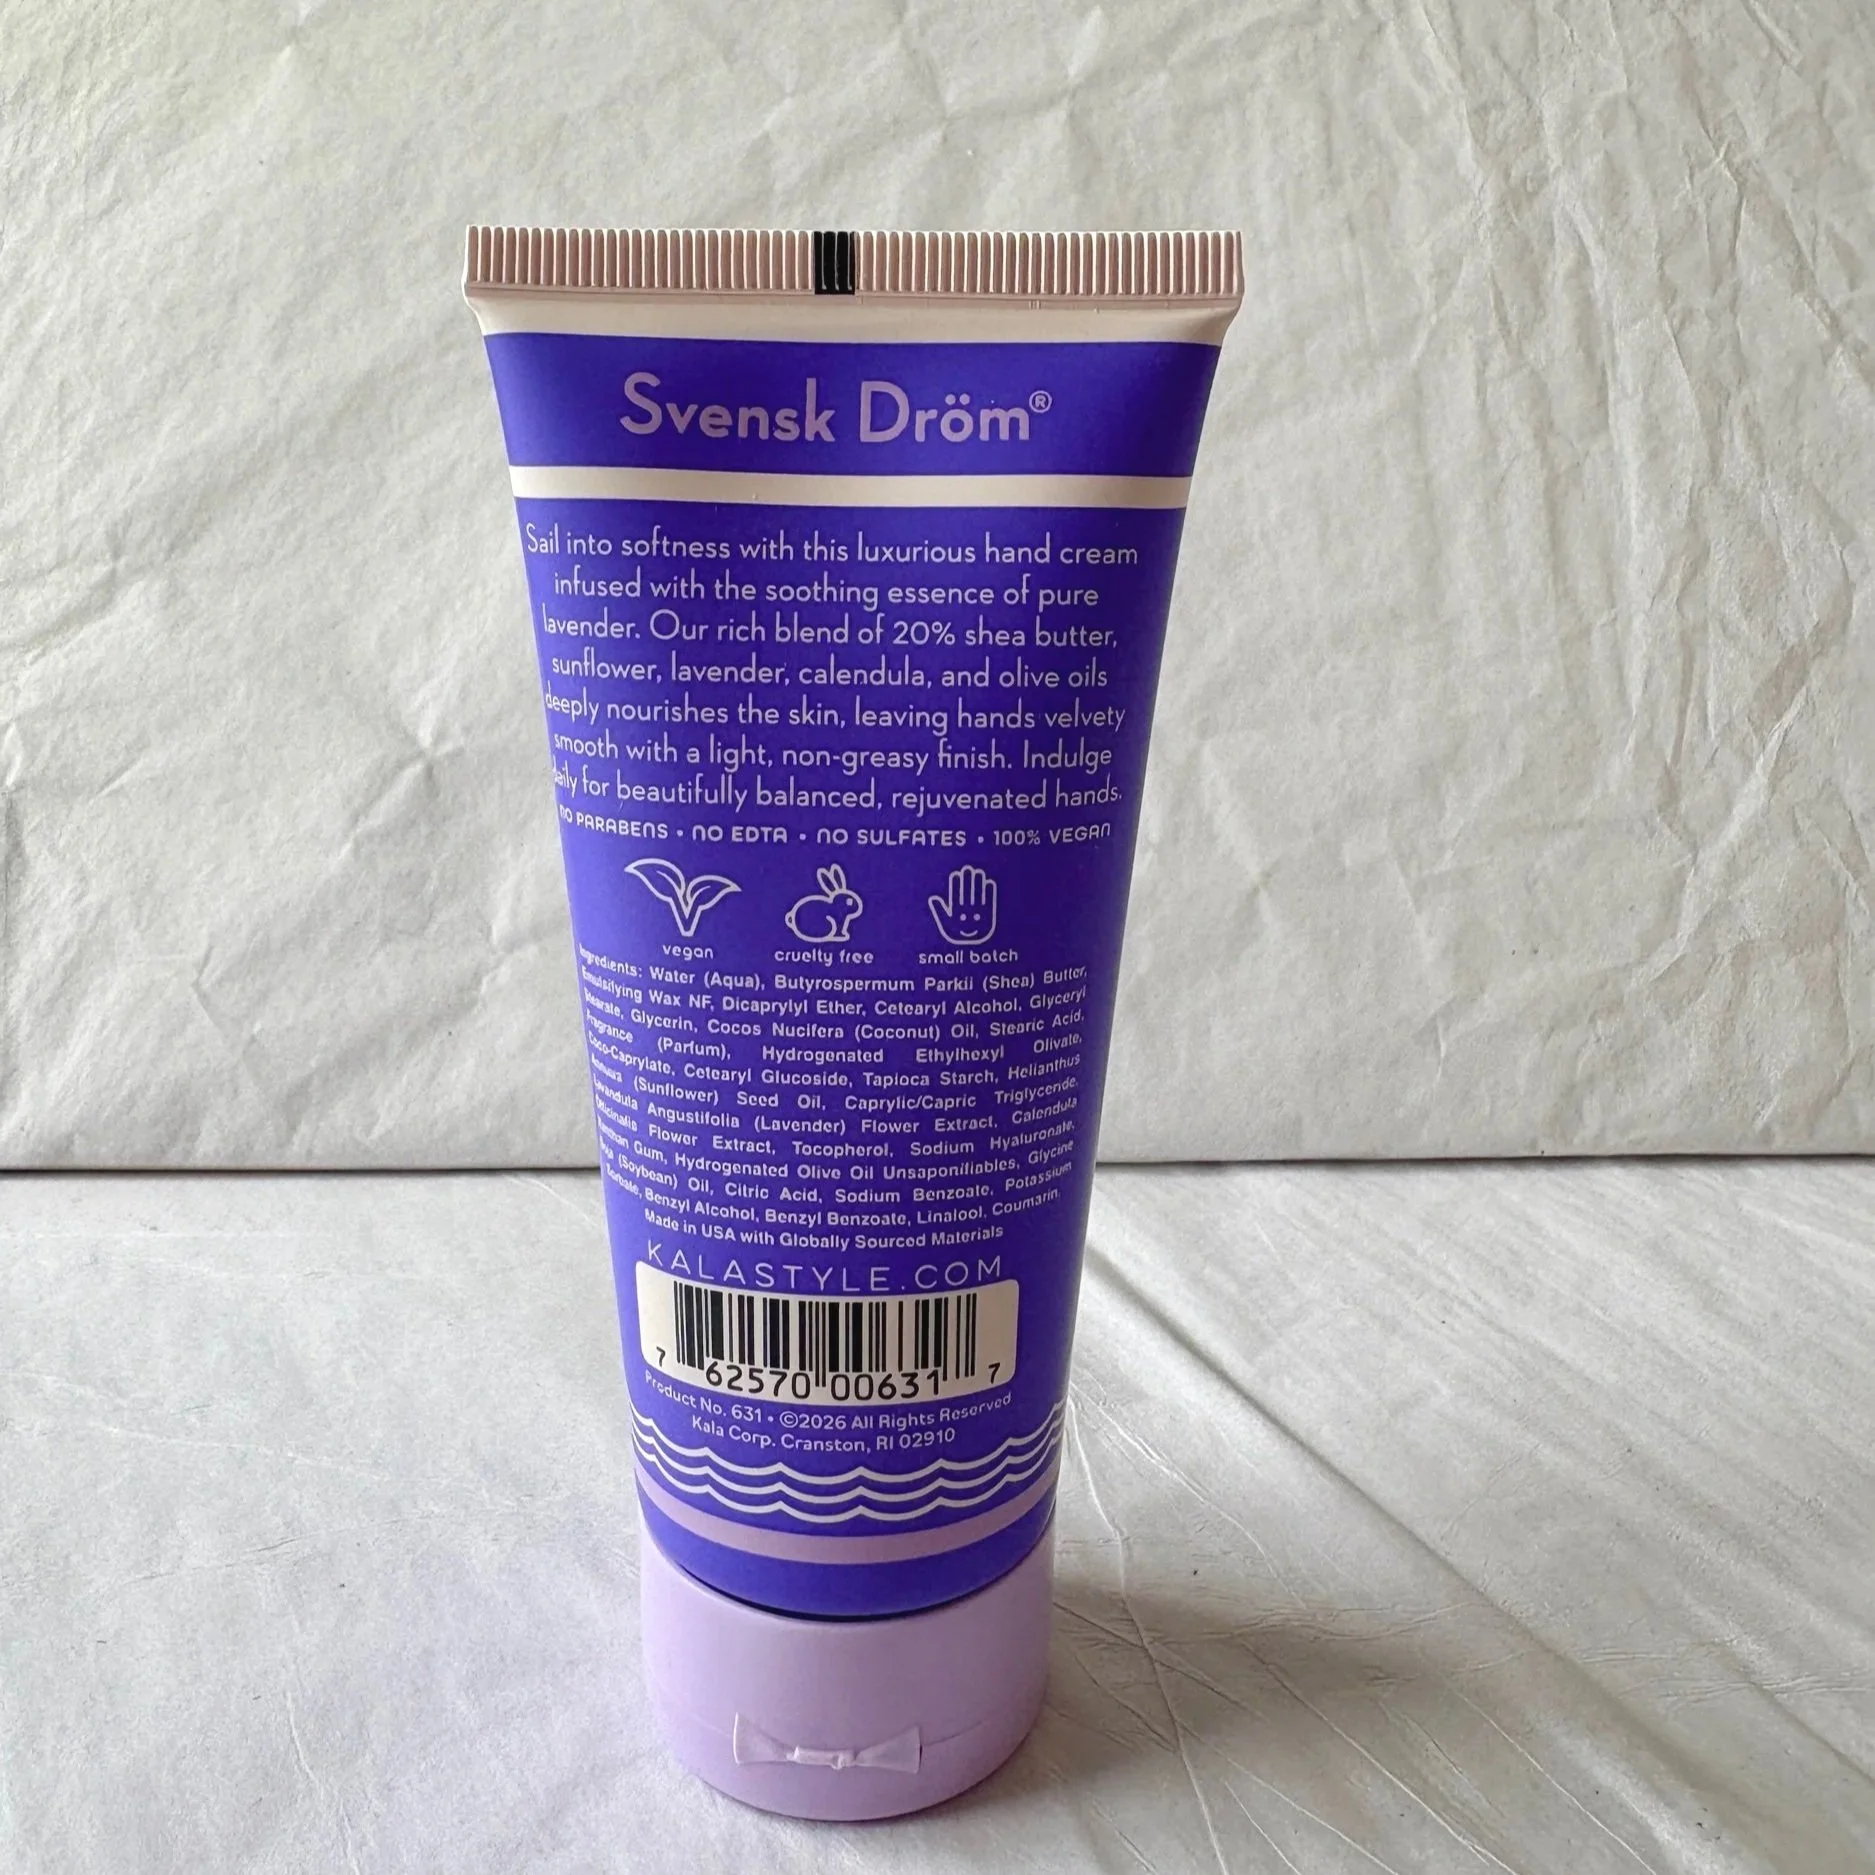 Svensk Dröm®
Sail into softness with this luxurious hand cream
infused with the soothing essence of pure
lavender. Our rich blend of 20% shea butter,
sunflower, lavender, calendula, and olive oils
deeply nourishes the skin, leaving hands velvety
smooth with a light, non-greasy finish. Indulge
daily for beautifully balanced, rejuvenated hands.
NO PARABENS • NO EDTA • NO SULFATES • 100% VEGAN
vegan cruelty free small batch
Ingredients: Water (Aqua), Butyrospermum Parkii (Shea) Butter,
Emulsifying Wax NF, Dicaprylyl Ether, Cetearyl Alcohol, Glyceryl
Stearate, Glycerin, Cocos Nucifera (Coconut) Oil, Stearic Acid,
Fragrance (Parfum), Hydrogenated Ethylhexyl Olivate,
Coco-Caprylate, Cetearyl Glucoside, Tapioca Starch, Helianthus
Annuus (Sunflower) Seed Oil, Caprylic/Capric Triglyceride,
Lavandula Angustifolia (Lavender) Flower Extract, Calendula
Officinalis Flower Extract, Tocopherol, Sodium Hyaluronate,
Xanthan Gum, Hydrogenated Olive Oil Unsaponifiables, Glycine
Soja (Soybean) Oil, Citric Acid, Sodium Benzoate, Potassium
Sorbate, Benzyl Alcohol, Benzyl Benzoate, Linalool, Coumarin.
Made in USA with Globally Sourced Materials
KALASTYLE.COM
7 62570 00631 7
Product No. 631 • ©2026 All Rights Reserved
Kala Corp. Cranston, RI 02910